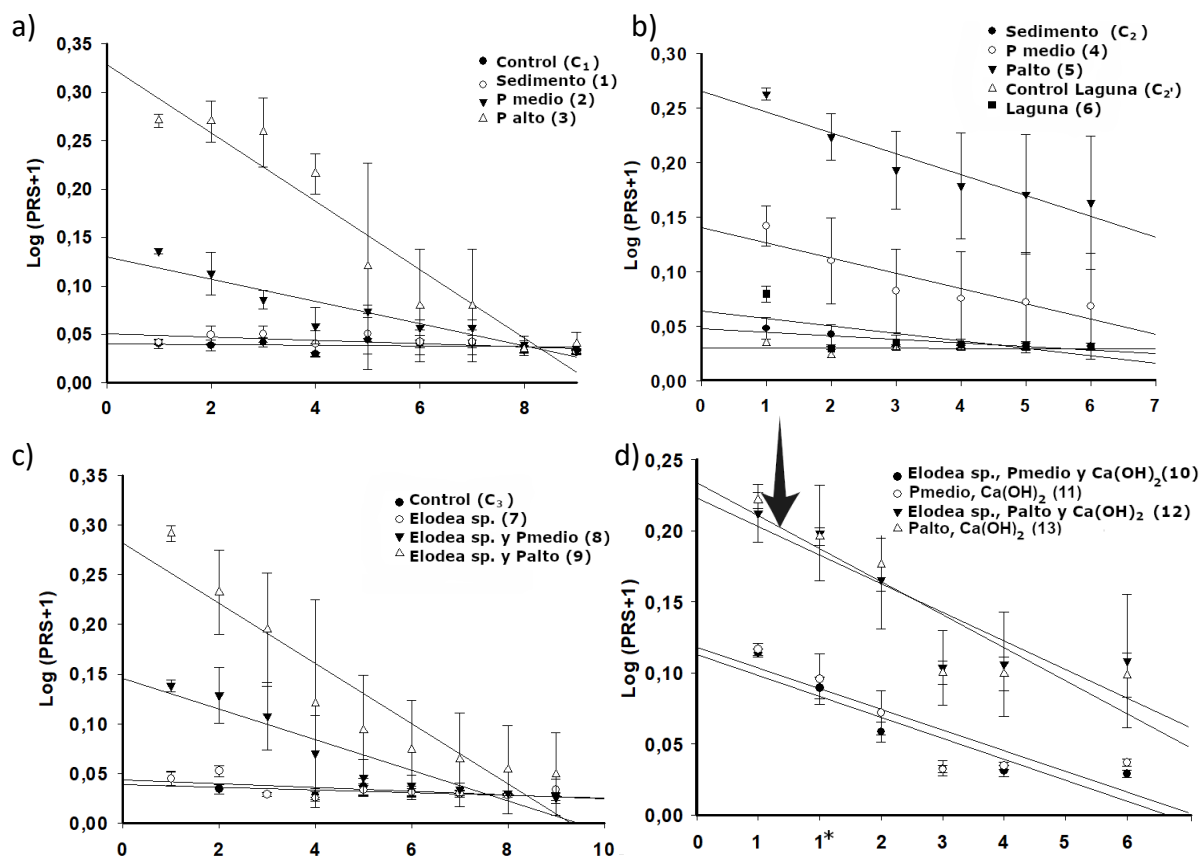 a)
Log (PRS+1)
0,35
0,30
0,25
0,20
0,15
0,10
0,05
0,00
0 2 4 6 8
Control (C₁)
Sedimento (1)
P medio (2)
P alto (3)
b)
Log (PRS+1)
0,30
0,25
0,20
0,15
0,10
0,05
0,00
0 1 2 3 4 5 6 7
Sedimento (C₂)
P medio (4)
Palto (5)
Control Laguna (C₂')
Laguna (6)
c)
Log (PRS+1)
0,35
0,30
0,25
0,20
0,15
0,10
0,05
0,00
0 2 4 6 8 10
Control (C₃)
Elodea sp. (7)
Elodea sp. y Pmedio (8)
Elodea sp. y Palto (9)
d)
Log (PRS+1)
0,25
0,20
0,15
0,10
0,05
0,00
1 1* 2 3 4 6
Elodea sp., Pmedio y Ca(OH)₂(10)
Pmedio, Ca(OH)₂ (11)
Elodea sp., Palto y Ca(OH)₂ (12)
Palto, Ca(OH)₂ (13)